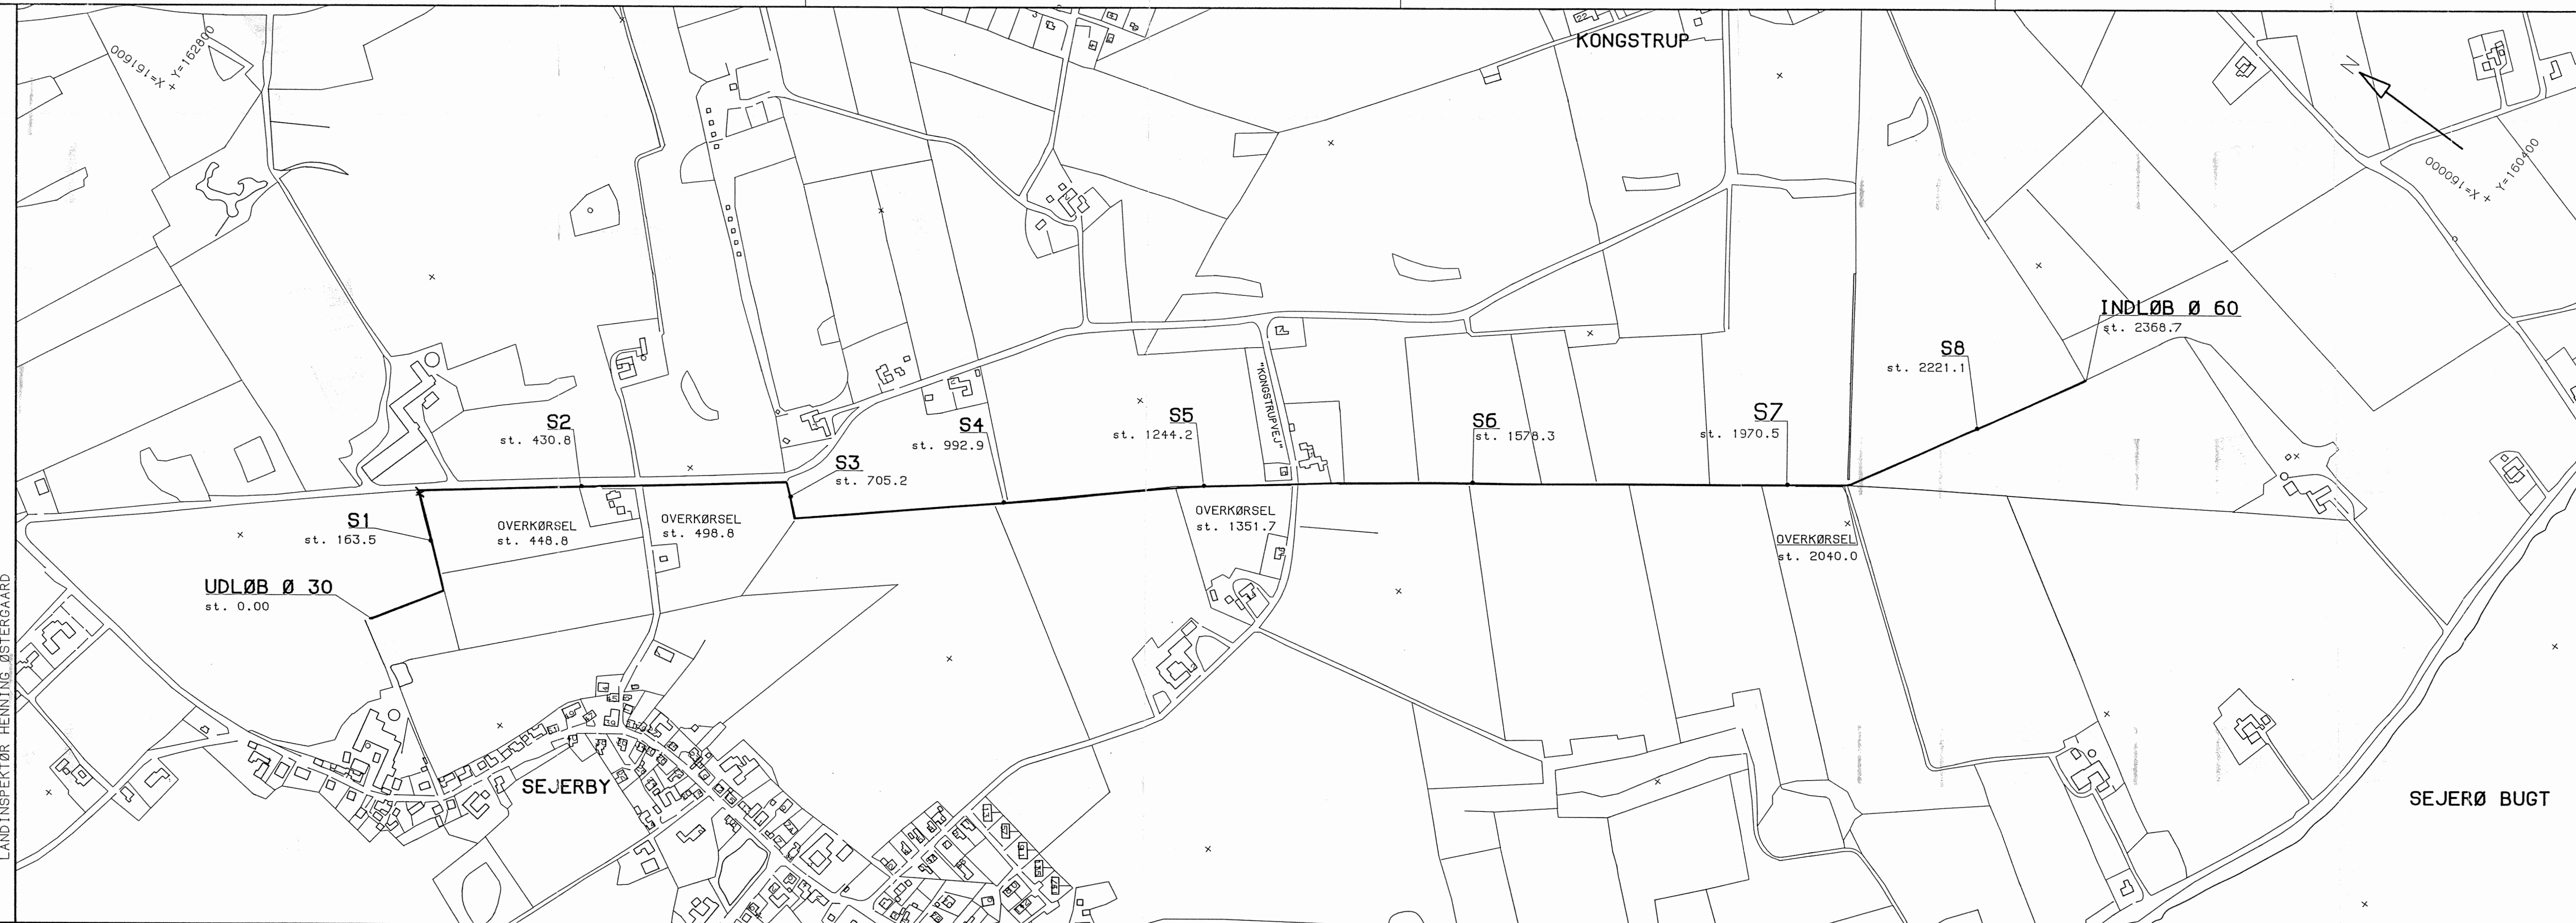 KONGSTRUP
X=161600
+ Y=162800
N
X=160000
+ Y=160400
INDLØB Ø 60
st. 2368.7
S8
st. 2221.1
"KONGSTRUPVEJ"
S2
st. 430.8
S4
st. 992.9
S5
st. 1244.2
S6
st. 1578.3
S7
st. 1970.5
S3
st. 705.2
S1
st. 163.5
OVERKØRSEL
st. 448.8
OVERKØRSEL
st. 498.8
OVERKØRSEL
st. 1351.7
OVERKØRSEL
st. 2040.0
UDLØB Ø 30
st. 0.00
SEJERBY
SEJERØ BUGT
LANDINSPEKTØR HENNING ØSTERGAARD